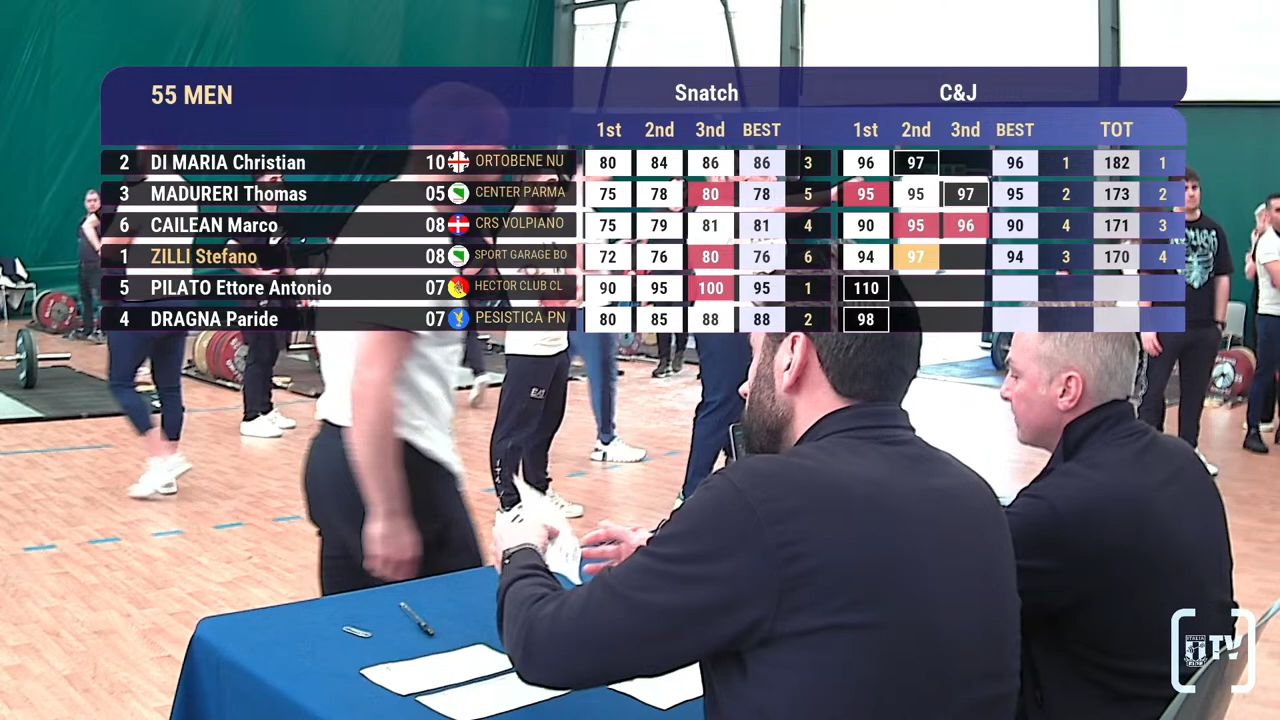 55 MEN Snatch C&J
1st 2nd 3rd BEST 1st 2nd 3rd BEST TOT
2 DI MARIA Christian 10 ORTOBENE NU 80 84 86 86 3 96 97 96 1 182 1
3 MADURERI Thomas 05 CENTER PARMA 75 78 80 78 5 95 95 97 95 2 173 2
6 CAILEAN Marco 08 CRS VOLPIANO 75 79 81 81 4 90 95 96 90 4 171 3
1 ZILLI Stefano 08 SPORT GARAGE BO 72 76 80 76 6 94 97 94 3 170 4
5 PILATO Ettore Antonio 07 HECTOR CLUB CL 90 95 100 95 1 110
4 DRAGNA Paride 07 PESISTICA PN 80 85 88 88 2 98
EA7
ITALIA
TV